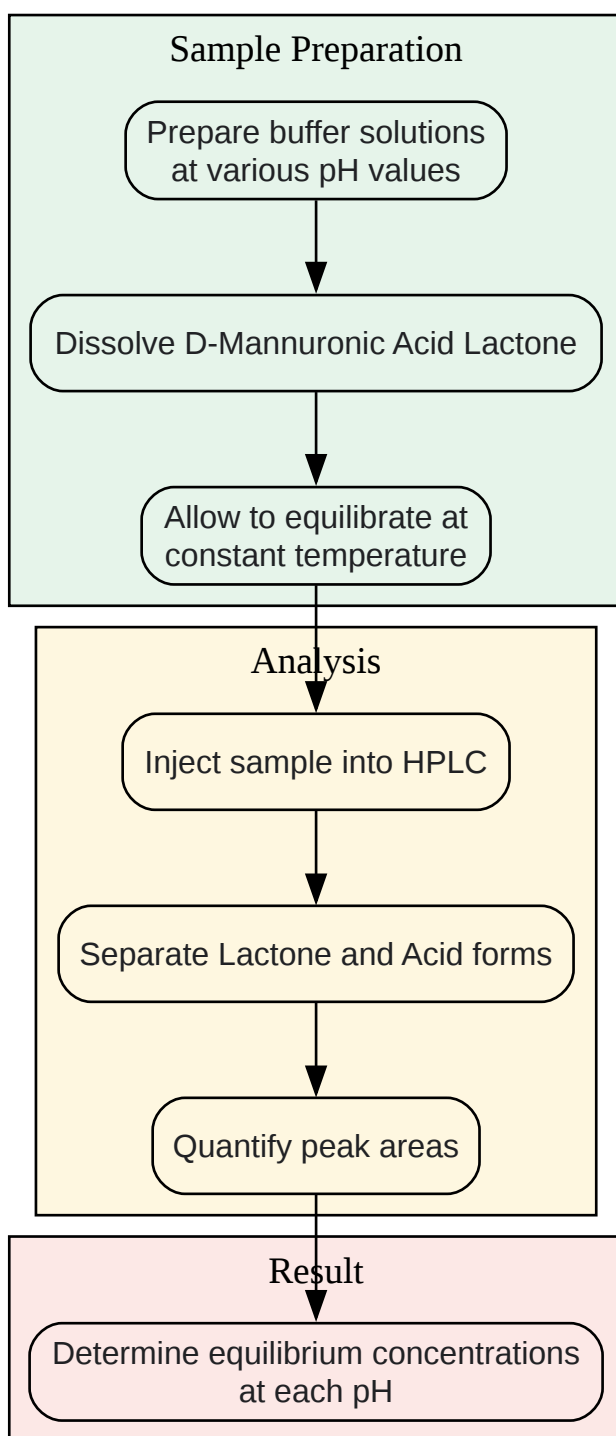 Sample Preparation
Prepare buffer solutions
at various pH values
Dissolve D-Mannuronic Acid Lactone
Allow to equilibrate at
constant temperature
Analysis
Inject sample into HPLC
Separate Lactone and Acid forms
Quantify peak areas
Result
Determine equilibrium concentrations
at each pH